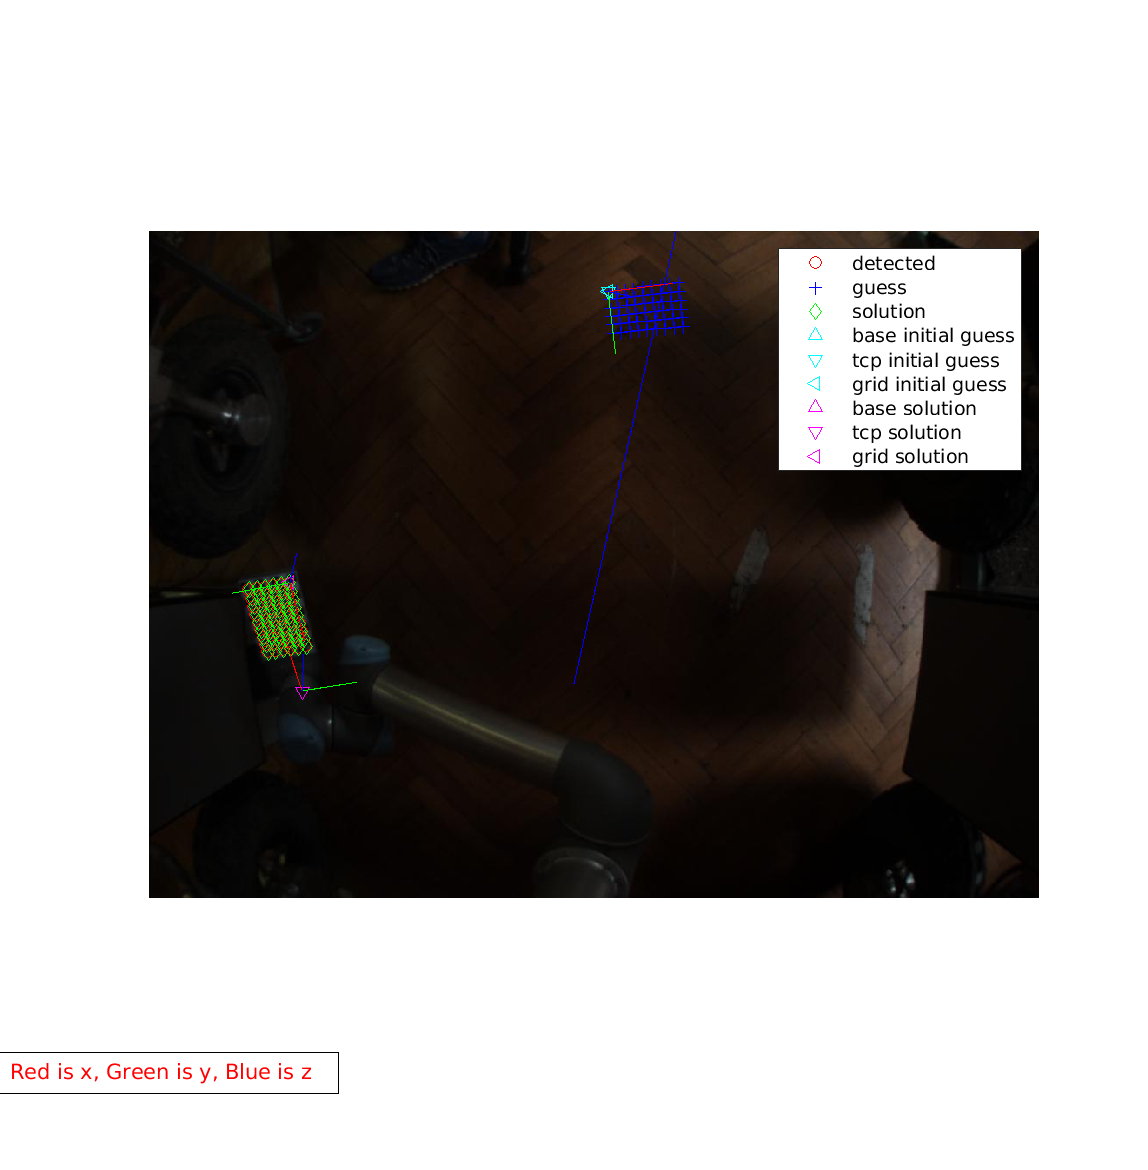 detected
guess
solution
base initial guess
tcp initial guess
grid initial guess
base solution
tcp solution
grid solution
Red is x, Green is y, Blue is z